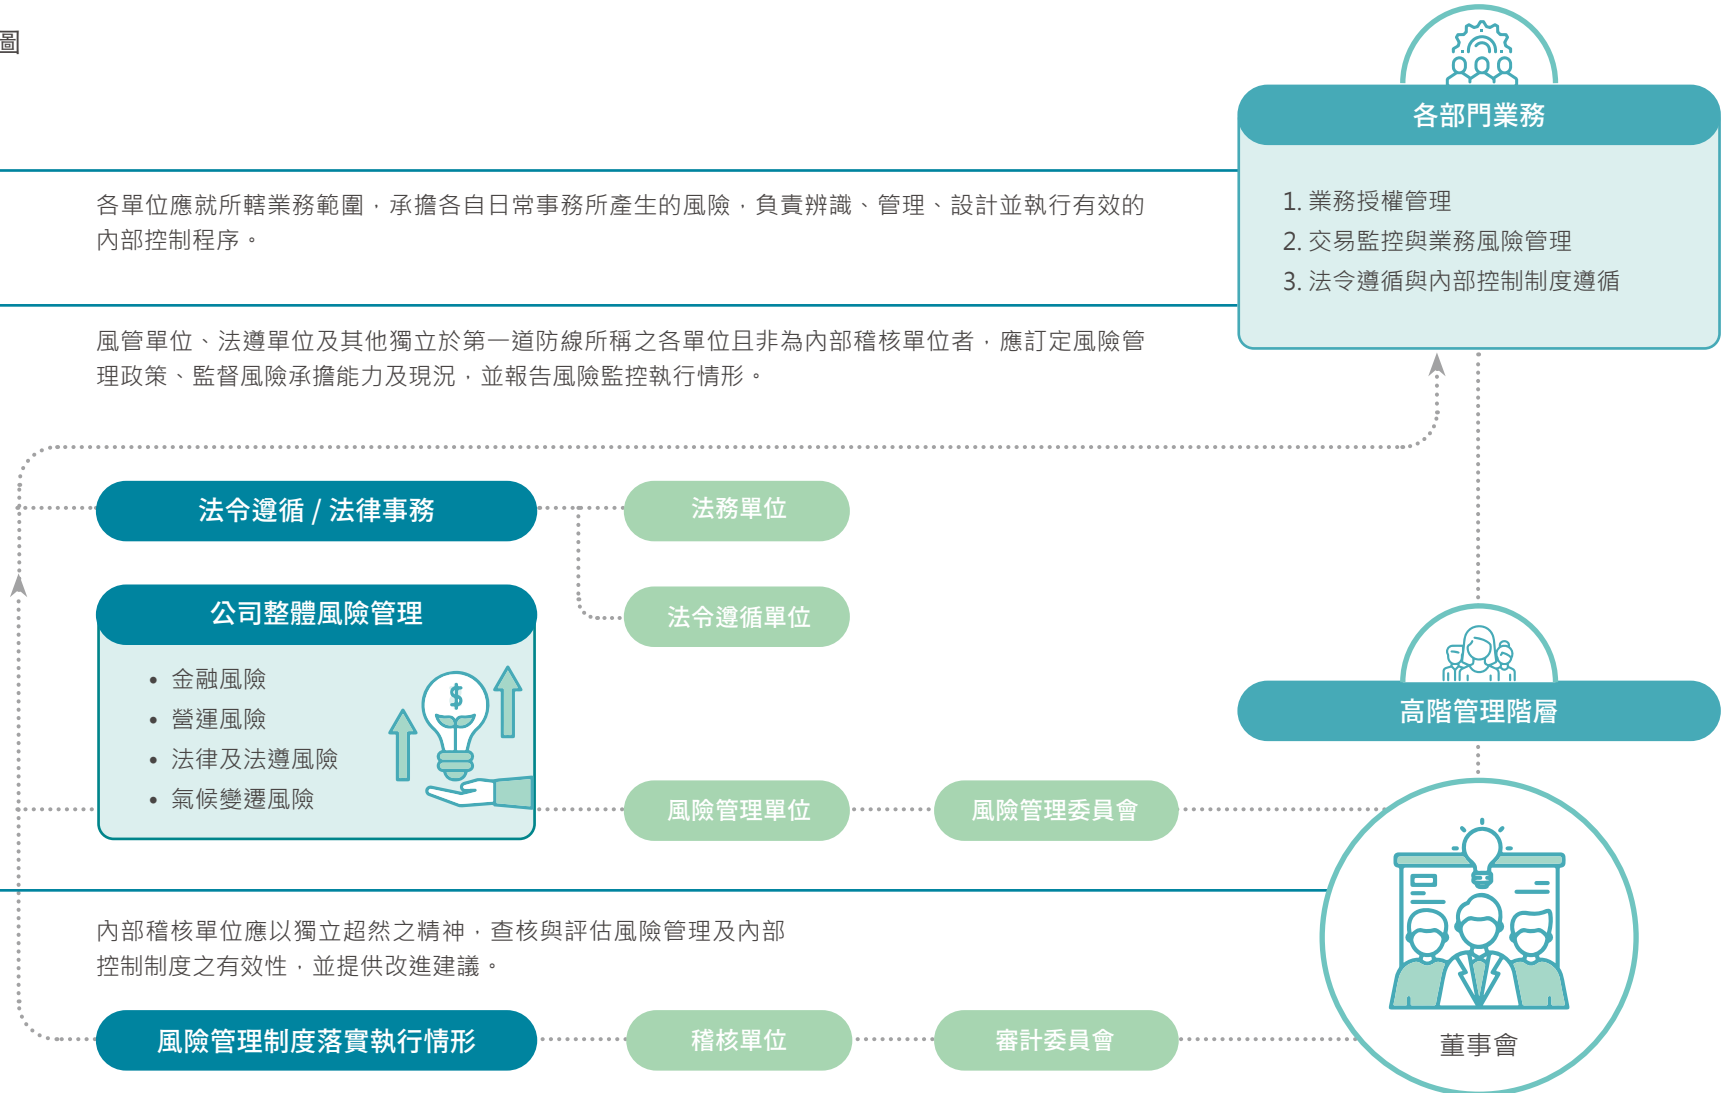 圖
各部門業務
1. 業務授權管理
2. 交易監控與業務風險管理
3. 法令遵循與內部控制制度遵循
各單位應就所轄業務範圍，承擔各自日常事務所產生的風險，負責辨識、管理、設計並執行有效的
內部控制程序。
風管單位、法遵單位及其他獨立於第一道防線所稱之各單位且非為內部稽核單位者，應訂定風險管
理政策、監督風險承擔能力及現況，並報告風險監控執行情形。
法令遵循 / 法律事務
法務單位
法令遵循單位
公司整體風險管理
• 金融風險
• 營運風險
• 法律及法遵風險
• 氣候變遷風險
$
高階管理階層
風險管理單位
風險管理委員會
內部稽核單位應以獨立超然之精神，查核與評估風險管理及內部
控制制度之有效性，並提供改進建議。
風險管理制度落實執行情形
稽核單位
審計委員會
董事會